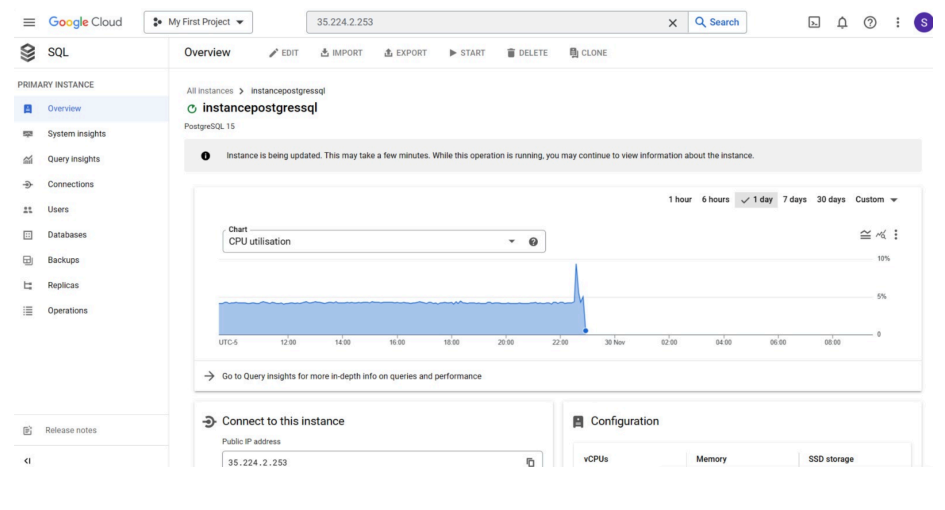 Google Cloud
My First Project
35.224.2.253
Search
S
SQL
Overview
EDIT
IMPORT
EXPORT
START
DELETE
CLONE
PRIMARY INSTANCE
Overview
System insights
Query insights
Connections
Users
Databases
Backups
Replicas
Operations
Release notes
All instances > instancepostgressql
instancepostgressql
PostgreSQL 15
Instance is being updated. This may take a few minutes. While this operation is running, you may continue to view information about the instance.
1 hour 6 hours 1 day 7 days 30 days Custom
Chart
CPU utilisation
10%
5%
0
UTC-5 12:00 14:00 16:00 18:00 20:00 22:00 30 Nov 02:00 04:00 06:00 08:00
Go to Query insights for more in-depth info on queries and performance
Connect to this instance
Public IP address
35.224.2.253
Configuration
vCPUs Memory SSD storage